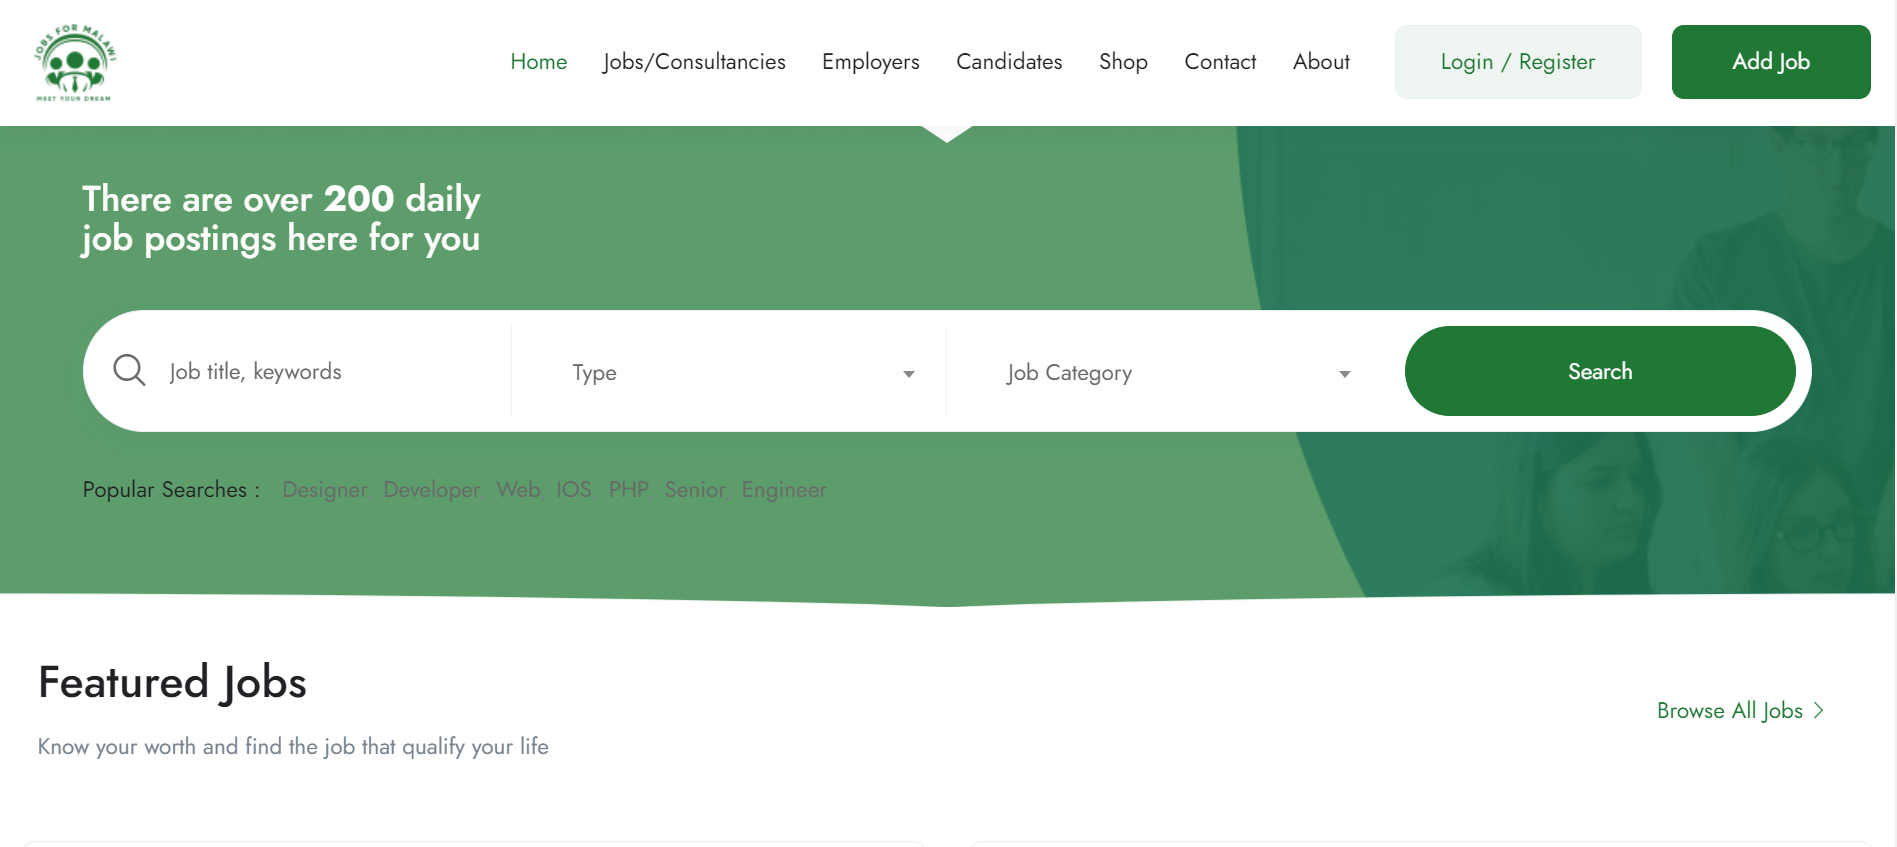 JOBS FOR MALAWI
MEET YOUR DREAM
Home Jobs/Consultancies Employers Candidates Shop Contact About Login / Register Add Job
There are over 200 daily
job postings here for you
Job title, keywords Type Job Category Search
Popular Searches : Designer Developer Web IOS PHP Senior Engineer
Featured Jobs
Browse All Jobs
Know your worth and find the job that qualify your life